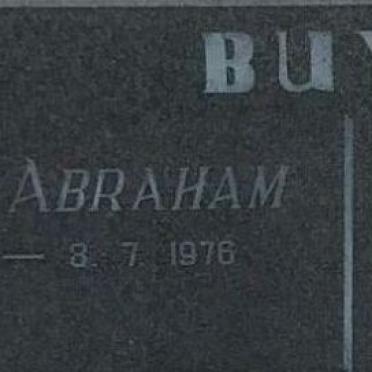 BU
ABRAHAM
— 8. 7. 1976